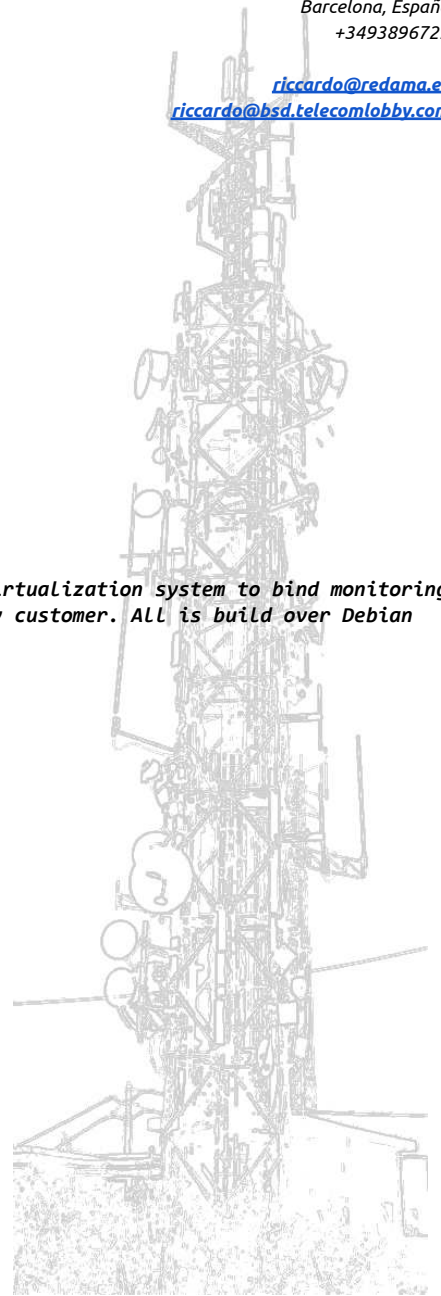 Barcelona, Españ
+349389672
riccardo@redama.e
riccardo@bsd.telecomlobby.com
rtualization system to bind monitoring
customer. All is build over Debian